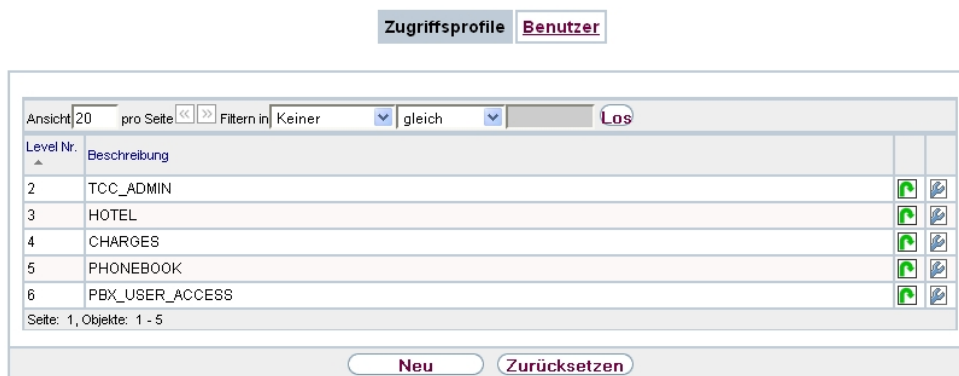 Zugriffsprofile Benutzer
Ansicht 20 pro Seite « » Filtern in Keiner gleich Los
Level Nr. Beschreibung
2 TCC_ADMIN
3 HOTEL
4 CHARGES
5 PHONEBOOK
6 PBX_USER_ACCESS
Seite: 1, Objekte: 1 - 5
Neu Zurücksetzen